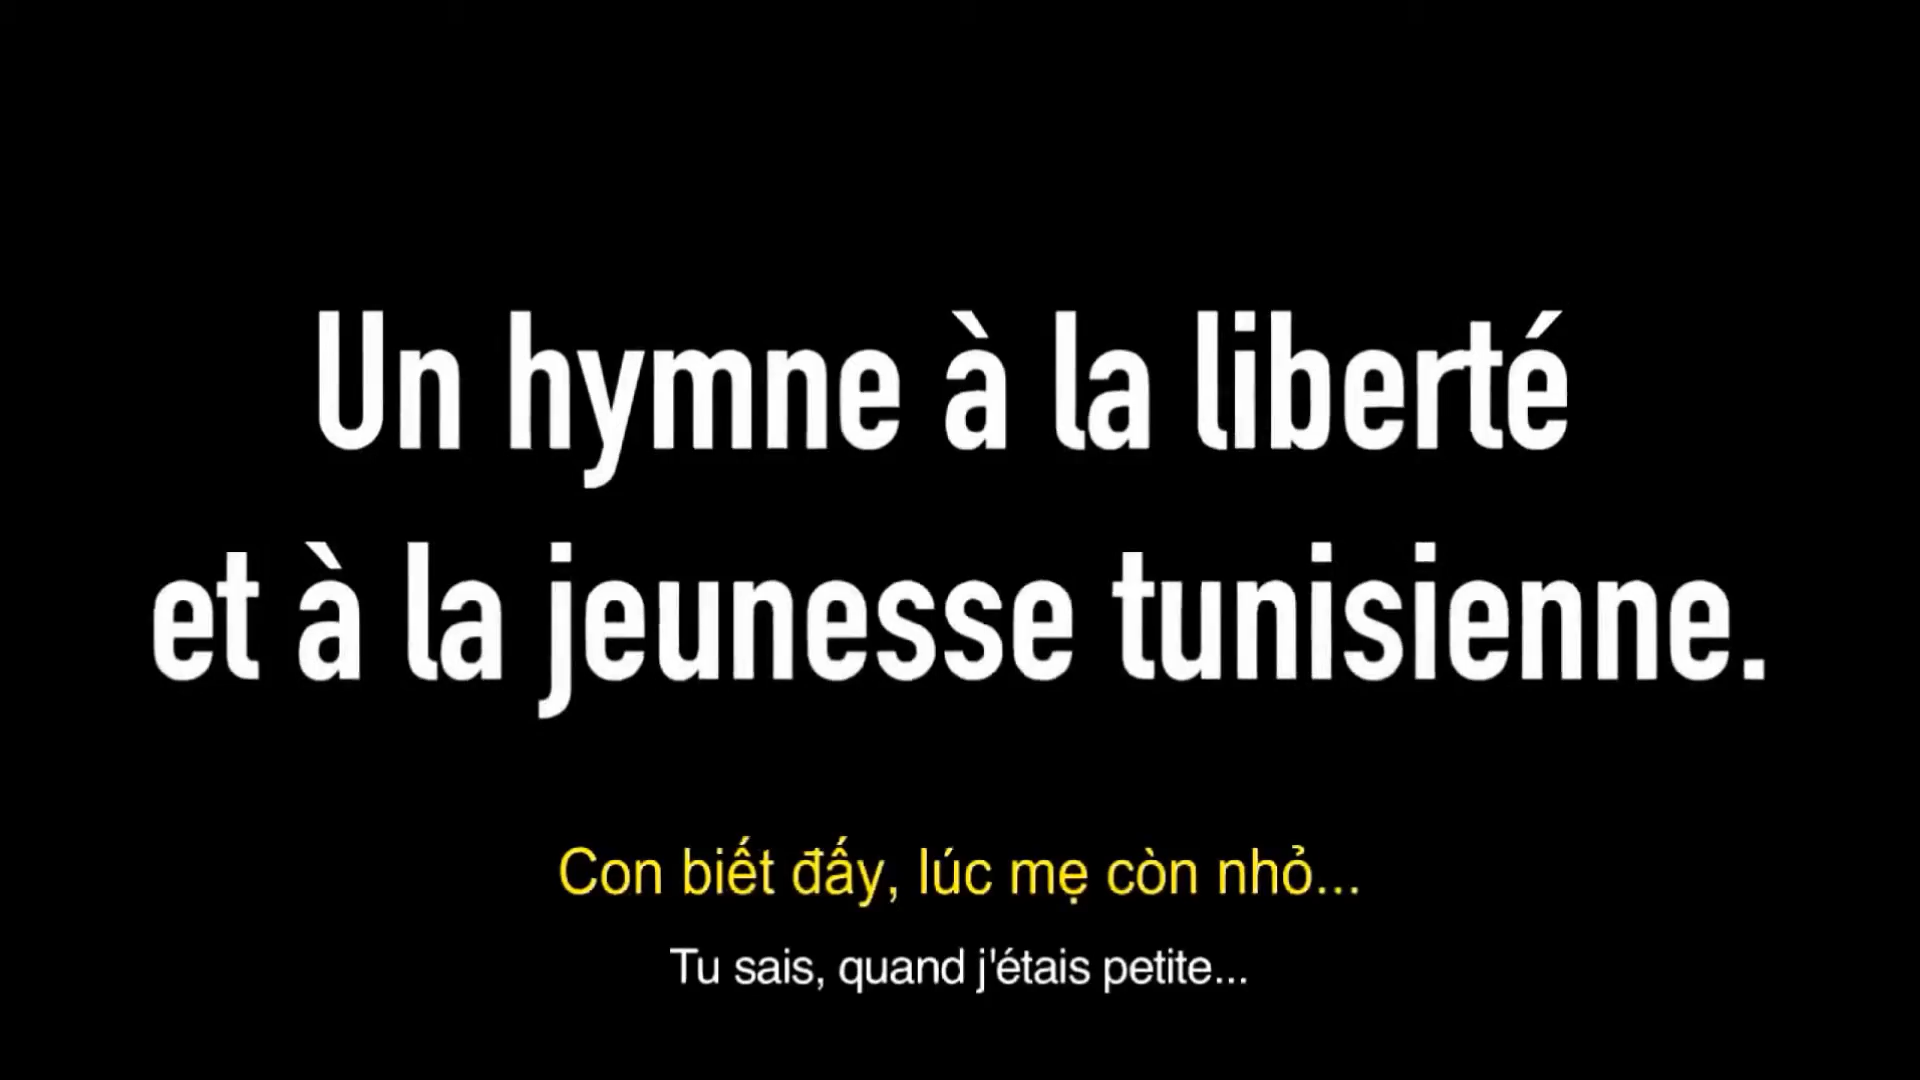 Un hymne à la liberté
et à la jeunesse tunisienne.
Con biết đấy, lúc mẹ còn nhỏ...
Tu sais, quand j'étais petite...